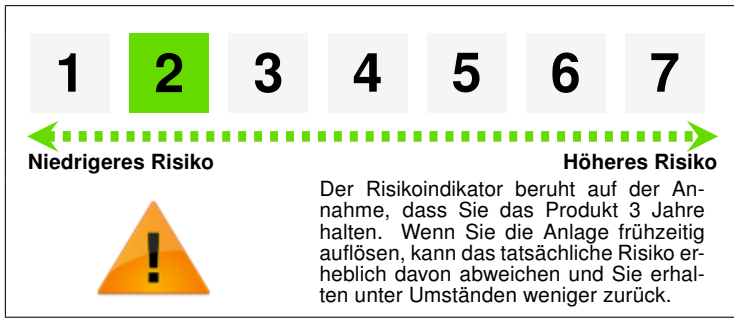 1 2 3 4 5 6 7
Niedrigeres Risiko Höheres Risiko
!
Der Risikoindikator beruht auf der An-
nahme, dass Sie das Produkt 3 Jahre
halten. Wenn Sie die Anlage frühzeitig
auflösen, kann das tatsächliche Risiko er-
heblich davon abweichen und Sie erhal-
ten unter Umständen weniger zurück.